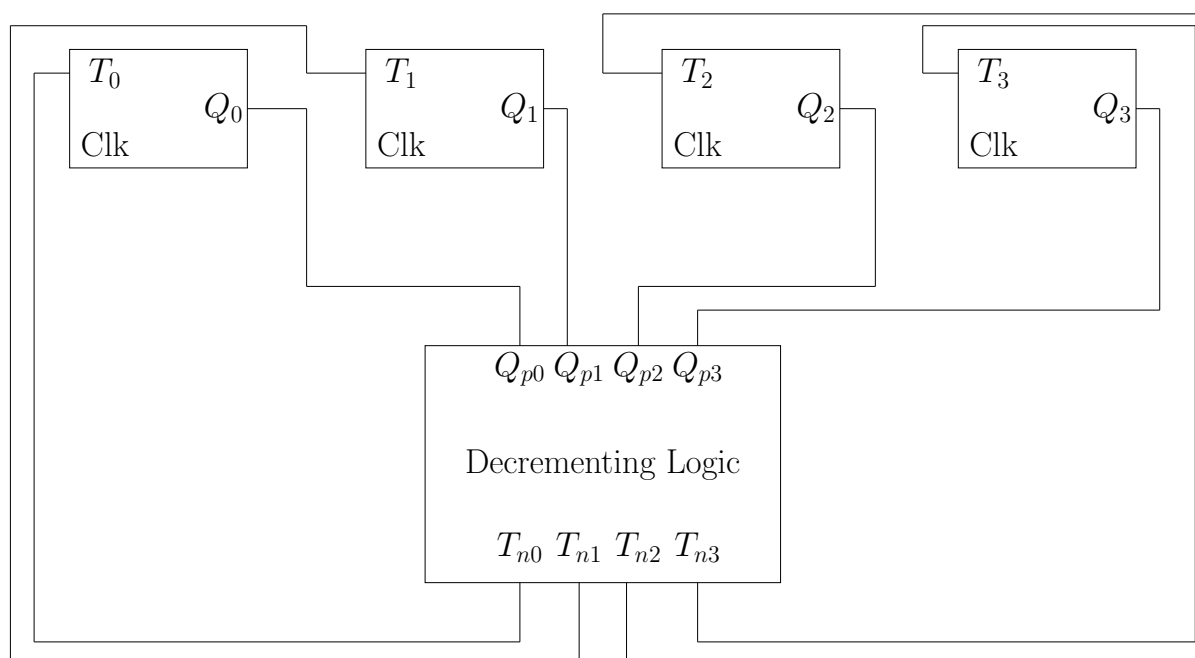 T₀ T₁ T₂ T₃
Q₀ Q₁ Q₂ Q₃
Clk Clk Clk Clk
Qₚ₀ Qₚ₁ Qₚ₂ Qₚ₃
Decrementing Logic
Tₙ₀ Tₙ₁ Tₙ₂ Tₙ₃